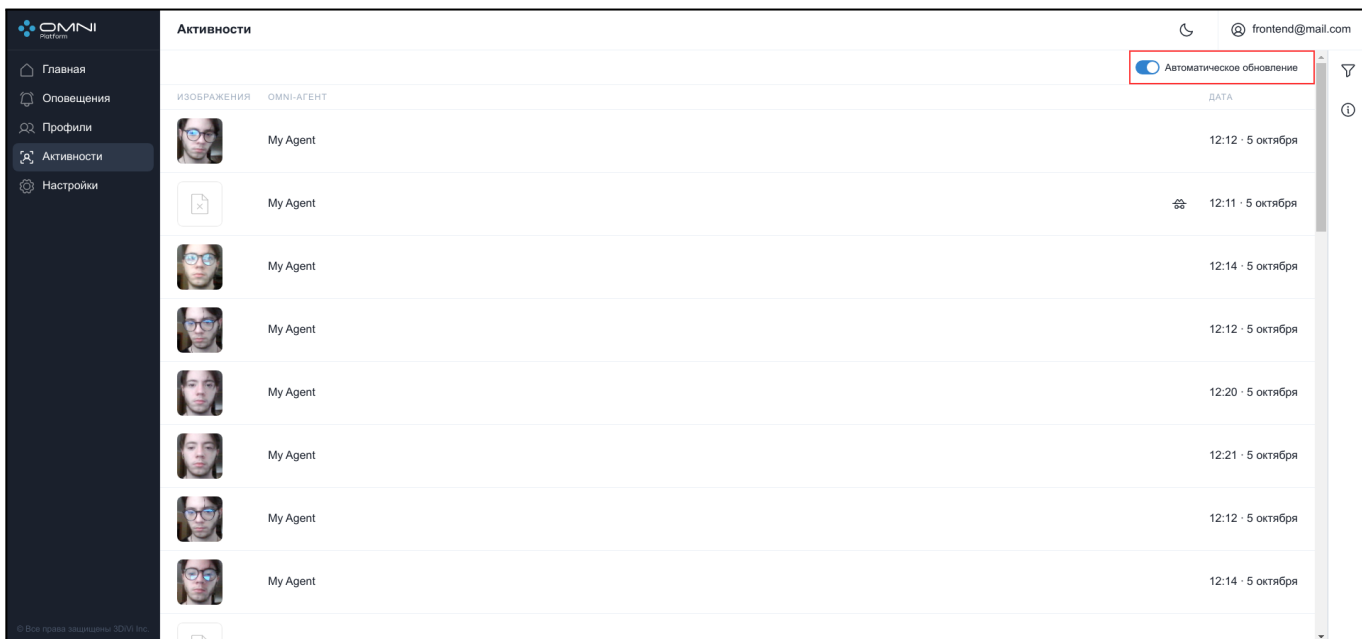 OMNI
Platform
Активности
frontend@mail.com
Главная
Оповещения
Профили
Активности
Настройки
Автоматическое обновление
ИЗОБРАЖЕНИЯ OMNI-АГЕНТ ДАТА
My Agent 12:12 · 5 октября
My Agent 12:11 · 5 октября
My Agent 12:14 · 5 октября
My Agent 12:12 · 5 октября
My Agent 12:20 · 5 октября
My Agent 12:21 · 5 октября
My Agent 12:12 · 5 октября
My Agent 12:14 · 5 октября
© Все права защищены 3DiVi Inc.